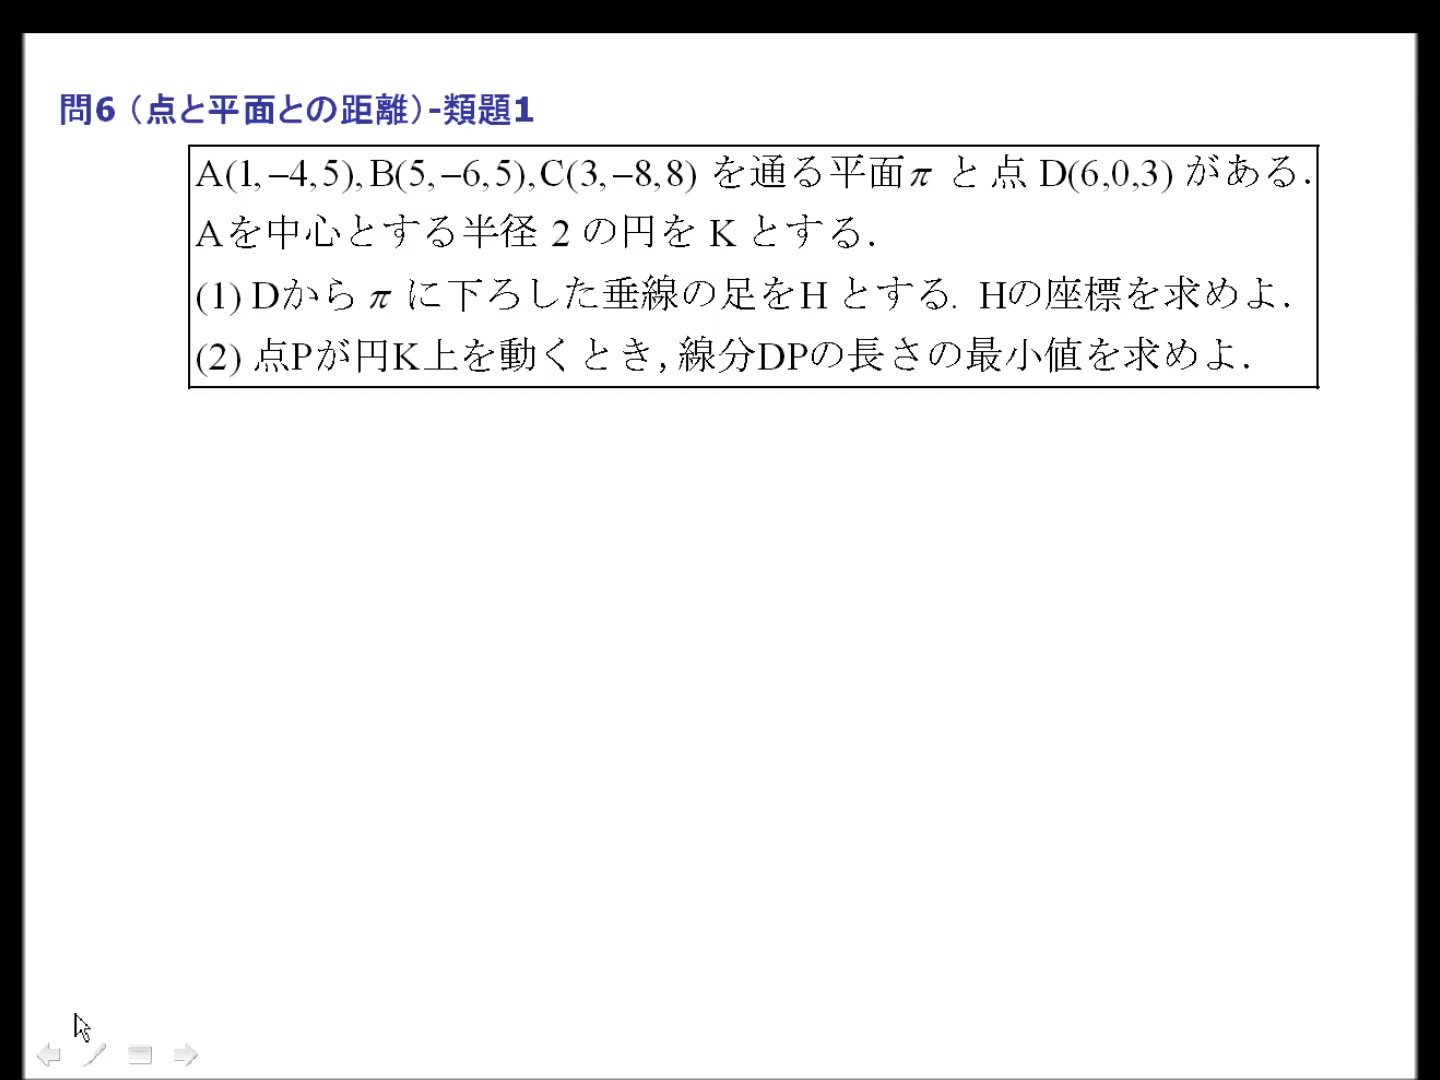 問6（点と平面との距離）-類題1
A(1,−4,5),B(5,−6,5),C(3,−8,8) を通る平面π と点 D(6,0,3) がある.
Aを中心とする半径 2 の円を K とする.
(1) Dから π に下ろした垂線の足をH とする. Hの座標を求めよ.
(2) 点Pが円K上を動くとき,線分DPの長さの最小値を求めよ.